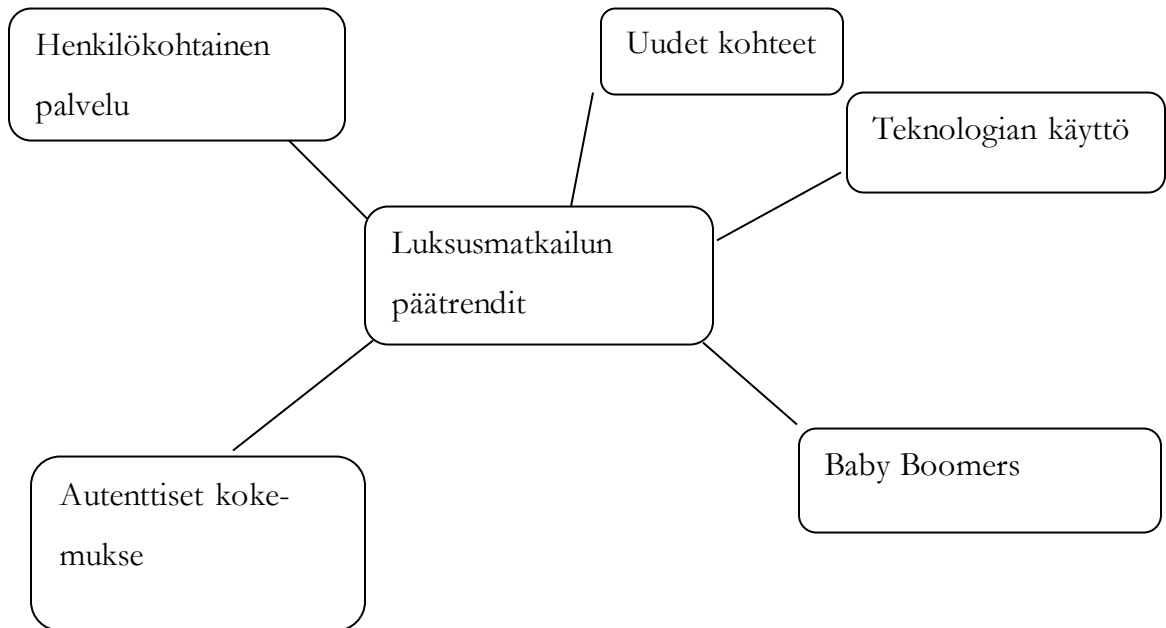 Henkilökohtainen
palvelu
Uudet kohteet
Teknologian käyttö
Luksusmatkailun
päätrendit
Autenttiset koke-
mukse
Baby Boomers